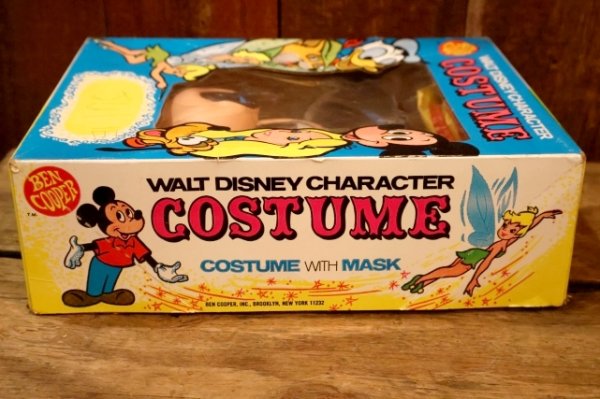 WALT DISNEY CHARACTER
COSTUME
BEN
COOPER
T.M.
WALT DISNEY CHARACTER
COSTUME
COSTUME WITH MASK
BEN COOPER, INC., BROOKLYN, NEW YORK 11232